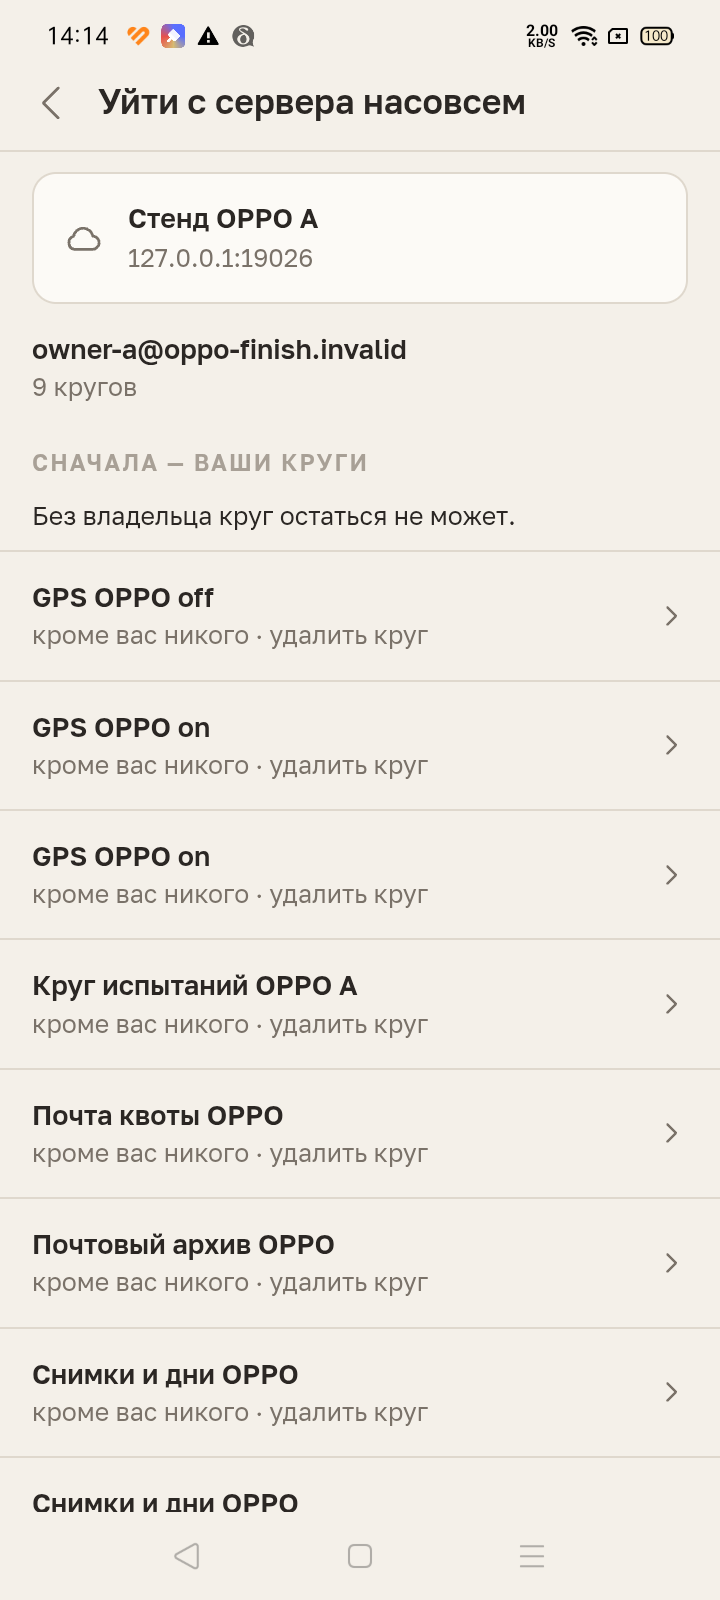 14:14
2.00
KB/S
100
Уйти с сервера насовсем
Стенд OPPO A
127.0.0.1:19026
owner-a@oppo-finish.invalid
9 кругов
СНАЧАЛА — ВАШИ КРУГИ
Без владельца круг остаться не может.
GPS OPPO off
кроме вас никого · удалить круг
GPS OPPO on
кроме вас никого · удалить круг
GPS OPPO on
кроме вас никого · удалить круг
Круг испытаний OPPO A
кроме вас никого · удалить круг
Почта квоты OPPO
кроме вас никого · удалить круг
Почтовый архив OPPO
кроме вас никого · удалить круг
Снимки и дни OPPO
кроме вас никого · удалить круг
Снимки и дни OPPO